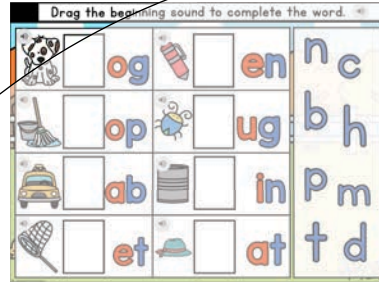 Drag the beginning sound to complete the word.
og en
op ug
ab in
et at
n c
b h
p m
t d